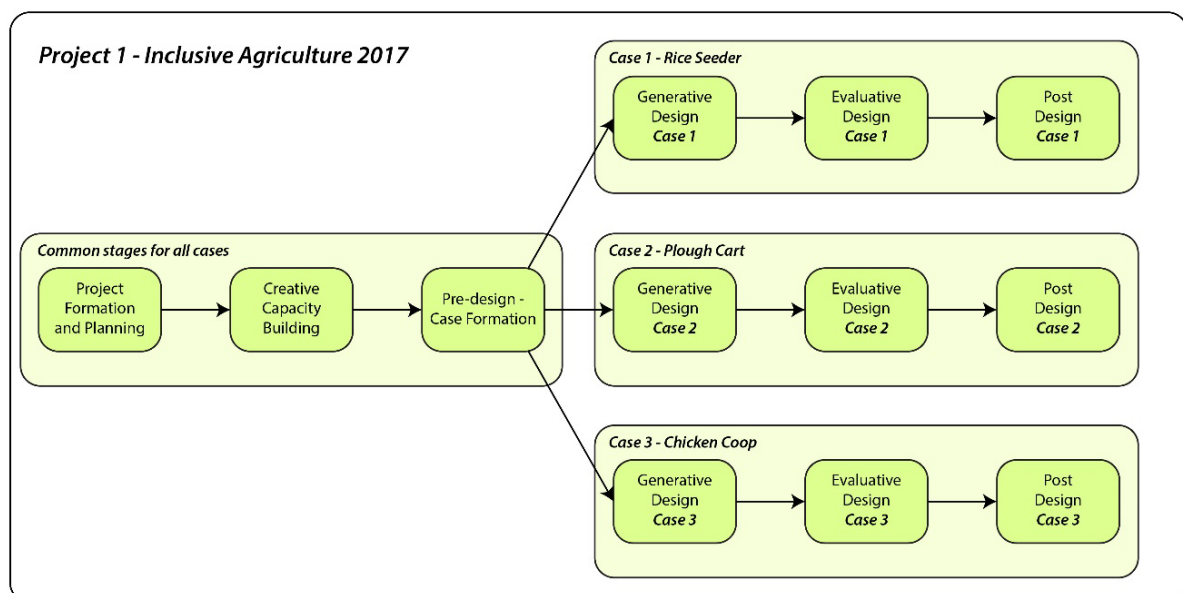 Project 1 - Inclusive Agriculture 2017
Common stages for all cases
Project
Formation
and Planning
Creative
Capacity
Building
Pre-design -
Case Formation
Case 1 - Rice Seeder
Generative
Design
Case 1
Evaluative
Design
Case 1
Post
Design
Case 1
Case 2 - Plough Cart
Generative
Design
Case 2
Evaluative
Design
Case 2
Post
Design
Case 2
Case 3 - Chicken Coop
Generative
Design
Case 3
Evaluative
Design
Case 3
Post
Design
Case 3